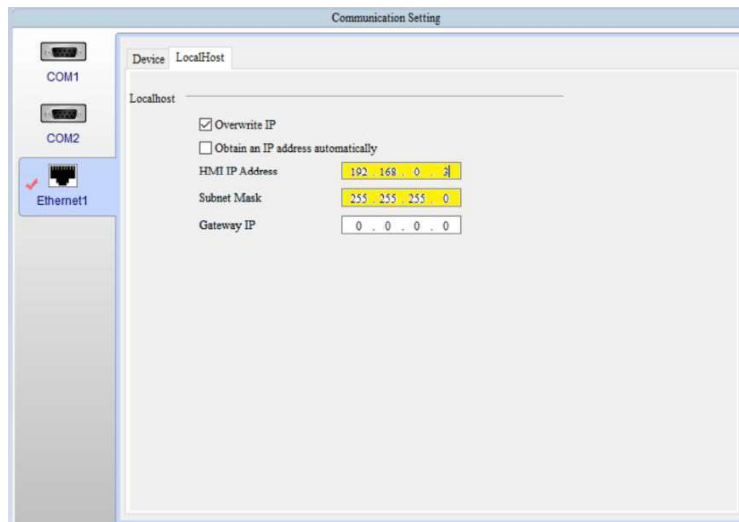 Communication Setting
COM1
COM2
Ethernet1
Device LocalHost
Localhost
Overwrite IP
Obtain an IP address automatically
HMI IP Address 192 . 168 . 0 . 3
Subnet Mask 255 . 255 . 255 . 0
Gateway IP 0 . 0 . 0 . 0